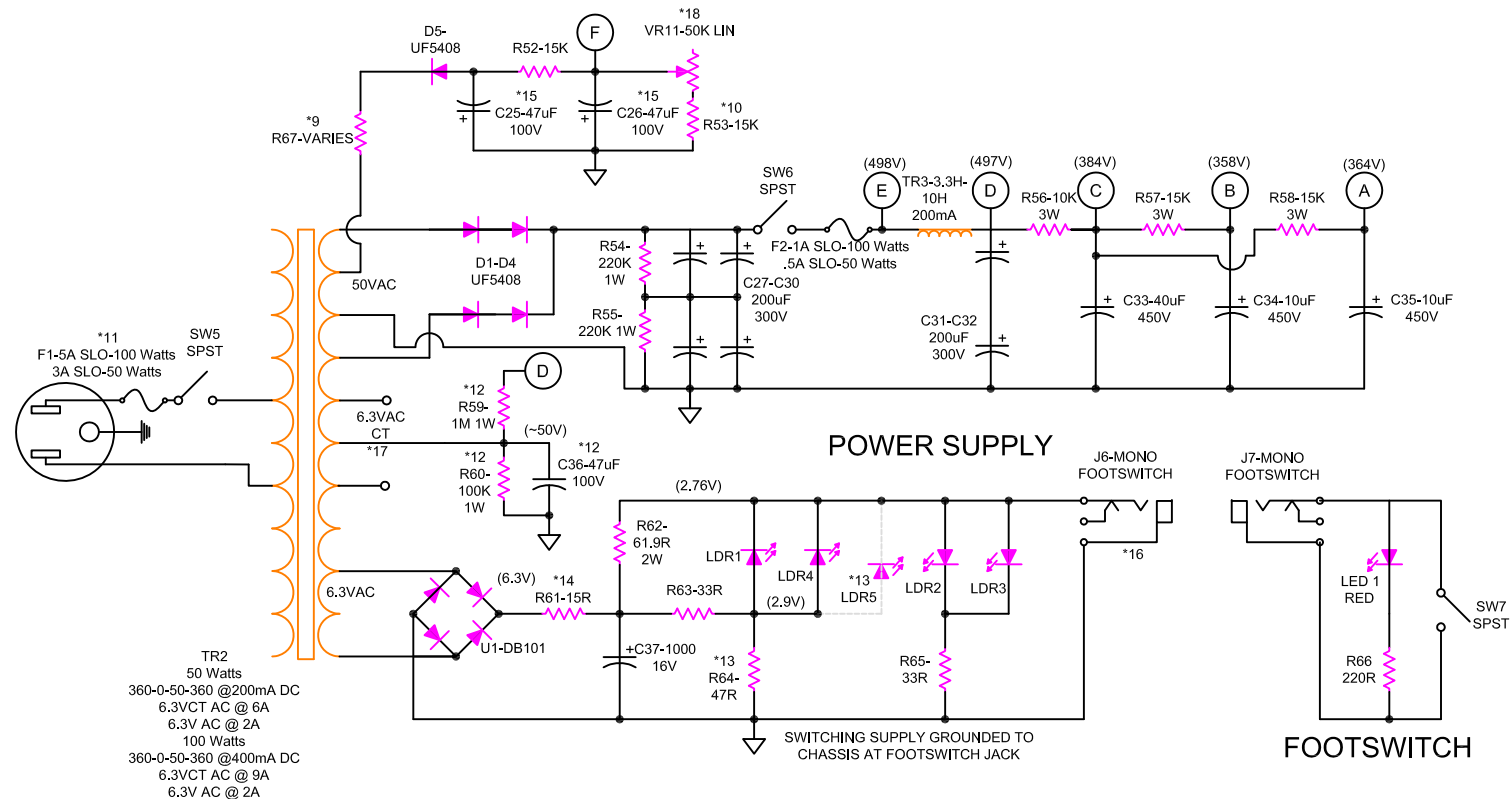 *18
VR11-50K LIN
D5-
UF5408
R52-15K
F
*15
C25-47uF
100V
+
*15
C26-47uF
100V
+
*10
R53-15K
*9
R67-VARIES
50VAC
D1-D4
UF5408
R54-
220K
1W
R55-
220K 1W
+
+
+
+
C27-C30
200uF
300V
SW6
SPST
F2-1A SLO-100 Watts
.5A SLO-50 Watts
(498V)
E
TR3-3.3H-
10H
200mA
(497V)
D
+
C31-C32
200uF
300V
+
R56-10K
3W
(384V)
C
+
C33-40uF
450V
R57-15K
3W
(358V)
B
+
C34-10uF
450V
R58-15K
3W
(364V)
A
+
C35-10uF
450V
*11
F1-5A SLO-100 Watts
3A SLO-50 Watts
SW5
SPST
6.3VAC
CT
*17
D
*12
R59-
1M 1W
(~50V)
*12
R60-
100K
1W
*12
C36-47uF
100V
POWER SUPPLY
6.3VAC
U1-DB101
(6.3V)
*14
R61-15R
R62-
61.9R
2W
(2.76V)
R63-33R
(2.9V)
+C37-1000
16V
*13
R64-
47R
LDR1
LDR4
*13
LDR5
LDR2
LDR3
R65-
33R
J6-MONO
FOOTSWITCH
*16
J7-MONO
FOOTSWITCH
LED 1
RED
R66
220R
SW7
SPST
SWITCHING SUPPLY GROUNDED TO
CHASSIS AT FOOTSWITCH JACK
FOOTSWITCH
TR2
50 Watts
360-0-50-360 @200mA DC
6.3VCT AC @ 6A
6.3V AC @ 2A
100 Watts
360-0-50-360 @400mA DC
6.3VCT AC @ 9A
6.3V AC @ 2A